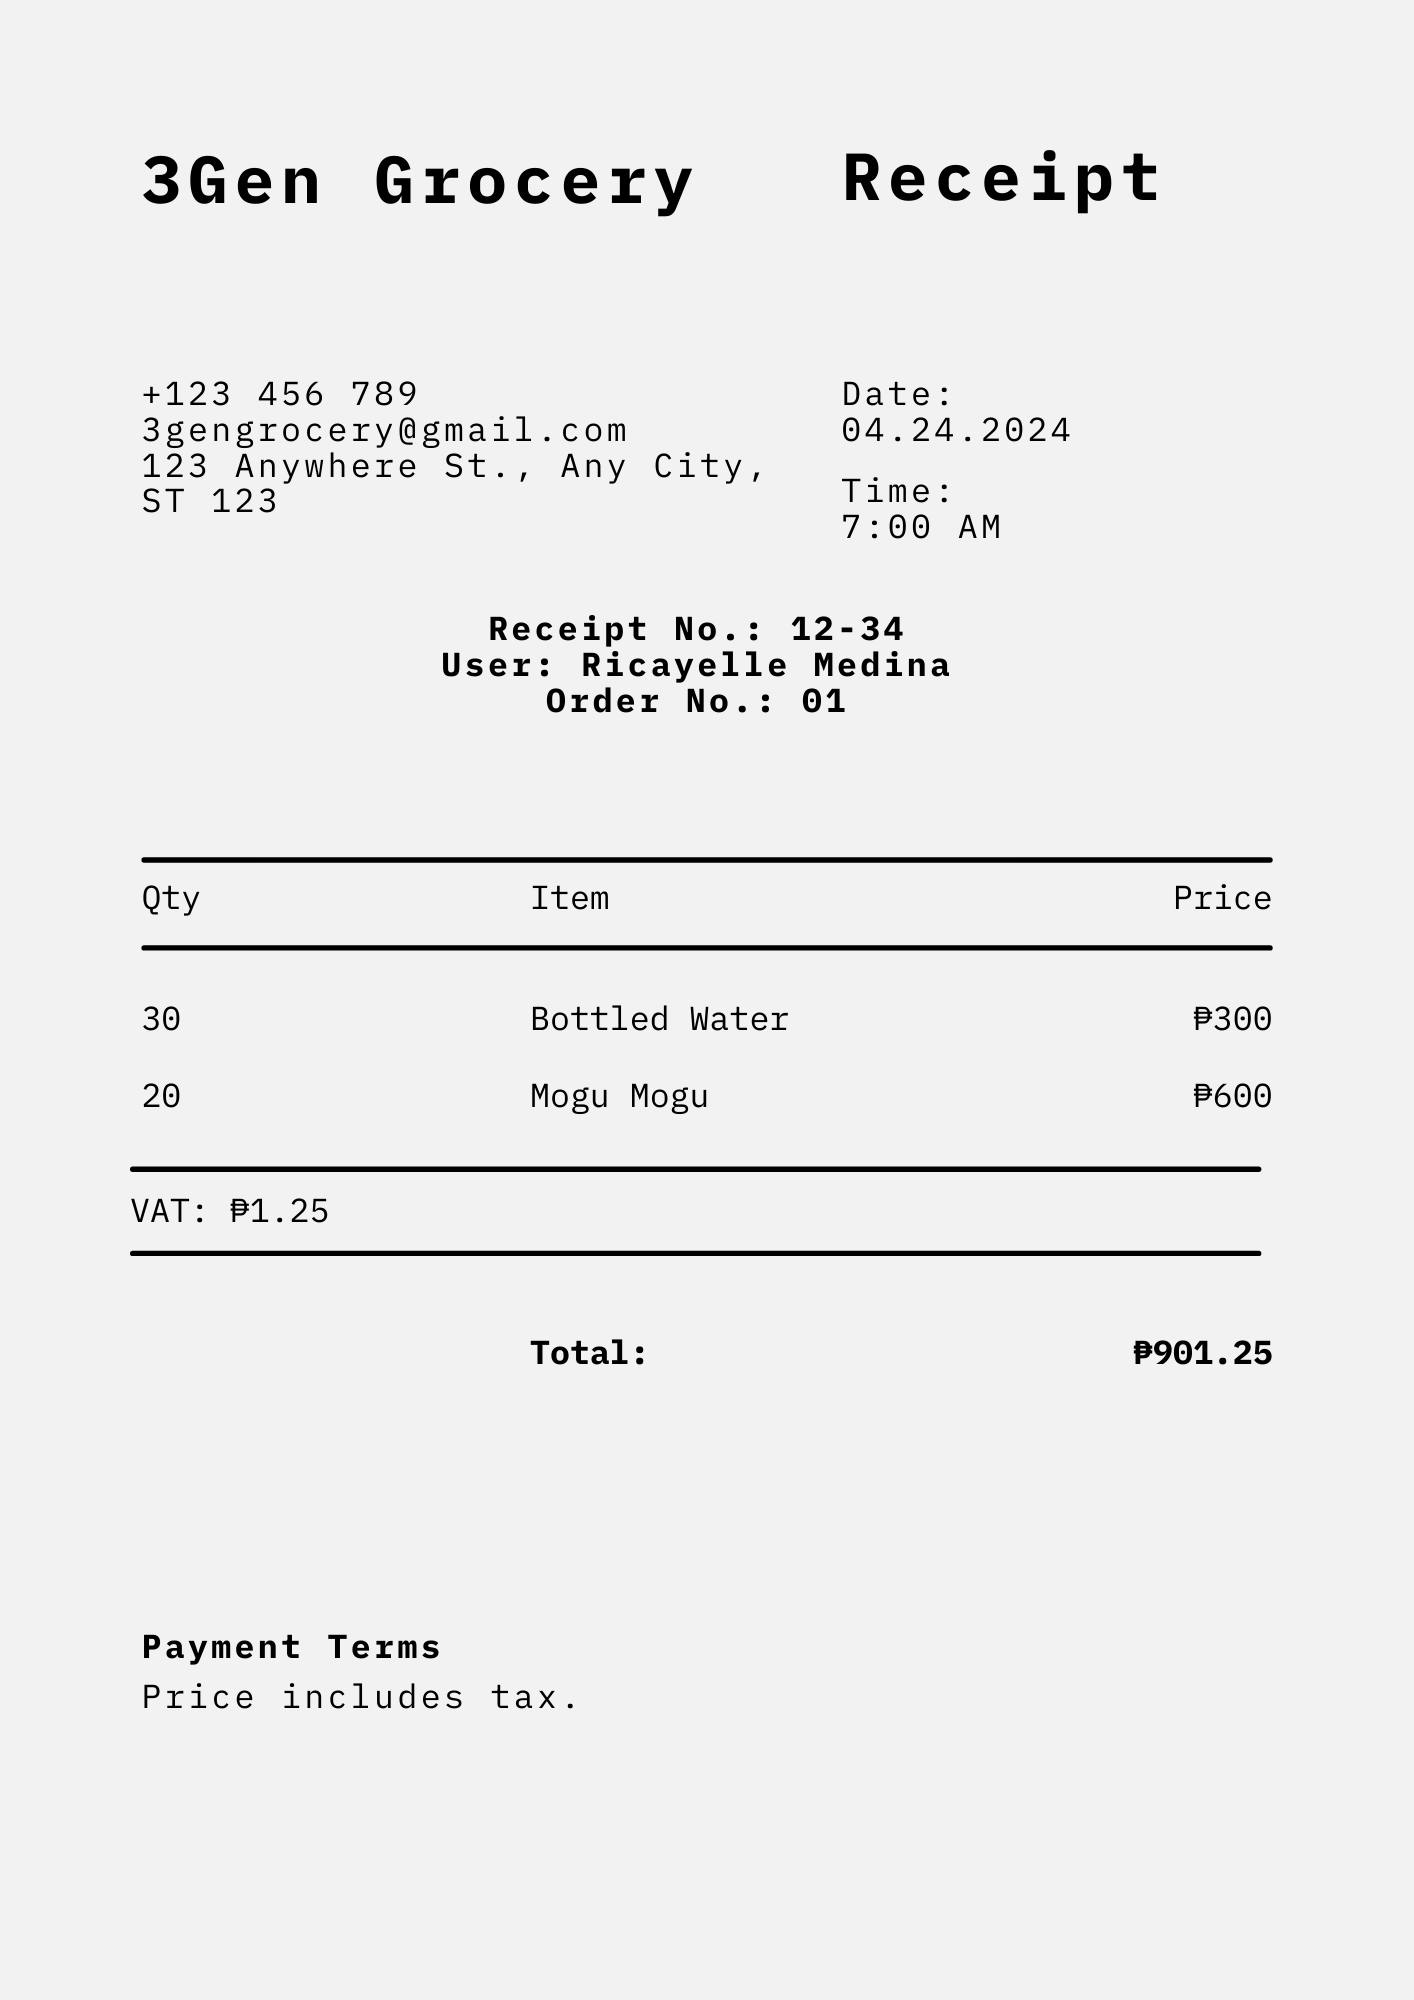 3Gen Grocery
Receipt
+123 456 789
3gengrocery@gmail.com
123 Anywhere St., Any City,
ST 123
Date:
04.24.2024
Time:
7:00 AM
Receipt No.: 12-34
User: Ricayelle Medina
Order No.: 01
Qty Item Price
30 Bottled Water ₱300
20 Mogu Mogu ₱600
VAT: ₱1.25
Total: ₱901.25
Payment Terms
Price includes tax.